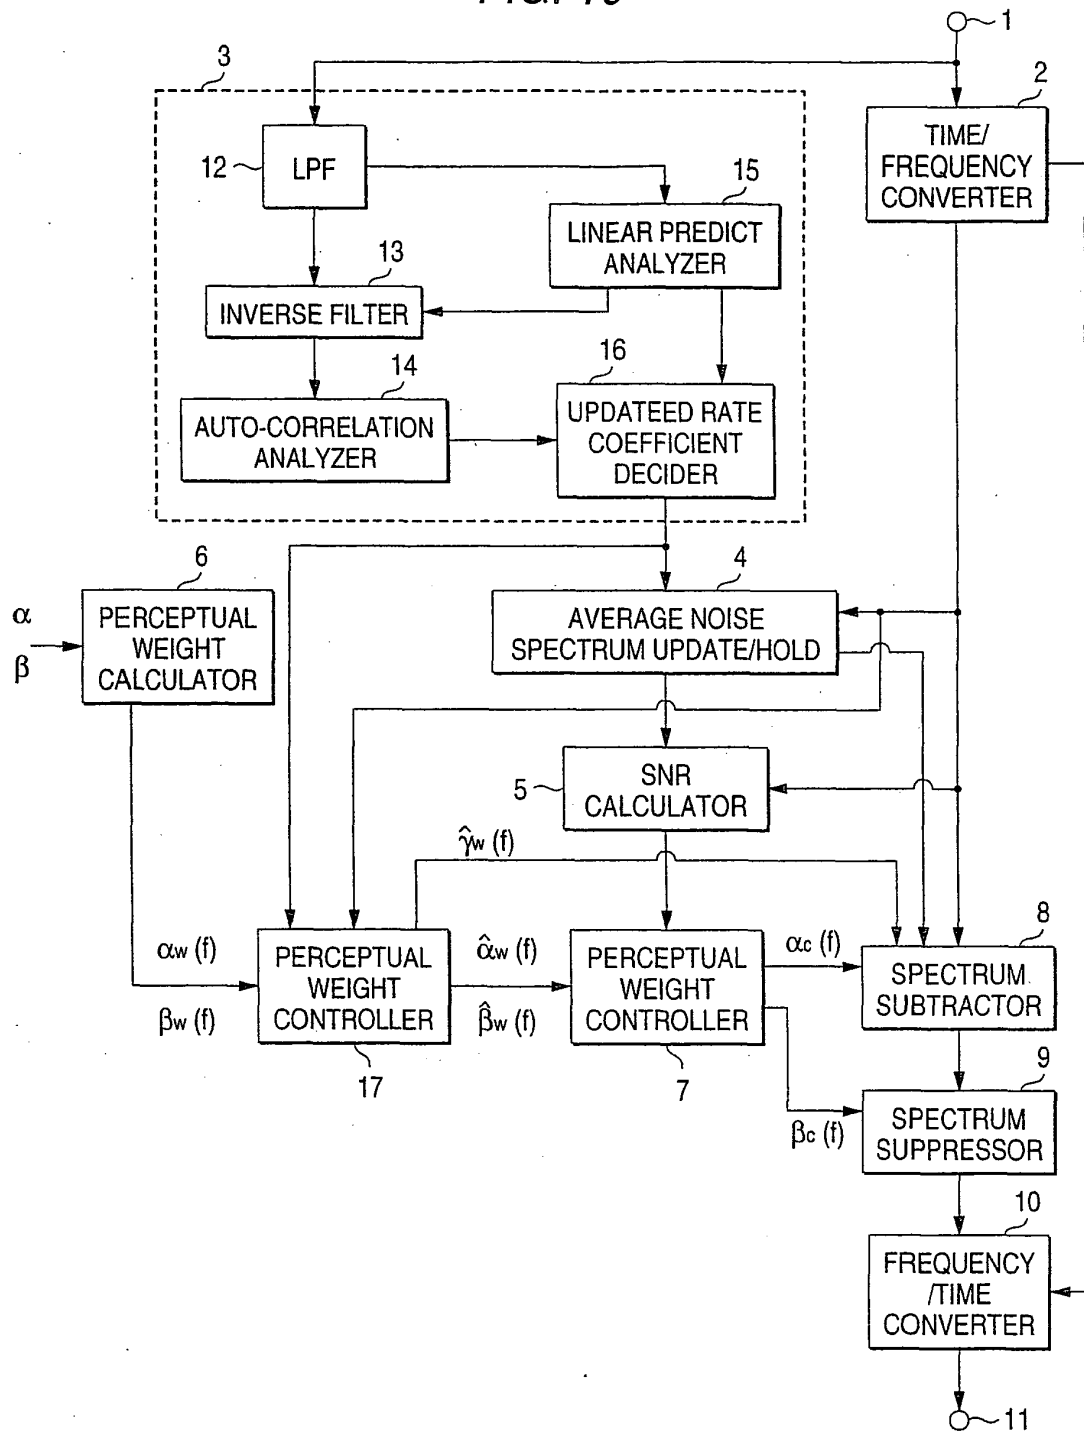 1
3
2
TIME/
FREQUENCY
CONVERTER
12
LPF
15
LINEAR PREDICT
ANALYZER
13
INVERSE FILTER
14
AUTO-CORRELATION
ANALYZER
16
UPDATEED RATE
COEFFICIENT
DECIDER
6
α
β
PERCEPTUAL
WEIGHT
CALCULATOR
4
AVERAGE NOISE
SPECTRUM UPDATE/HOLD
5
SNR
CALCULATOR
γ̂w (f)
αw (f)
βw (f)
PERCEPTUAL
WEIGHT
CONTROLLER
17
α̂w (f)
β̂w (f)
PERCEPTUAL
WEIGHT
CONTROLLER
7
αc (f)
βc (f)
8
SPECTRUM
SUBTRACTOR
9
SPECTRUM
SUPPRESSOR
10
FREQUENCY
/TIME
CONVERTER
11